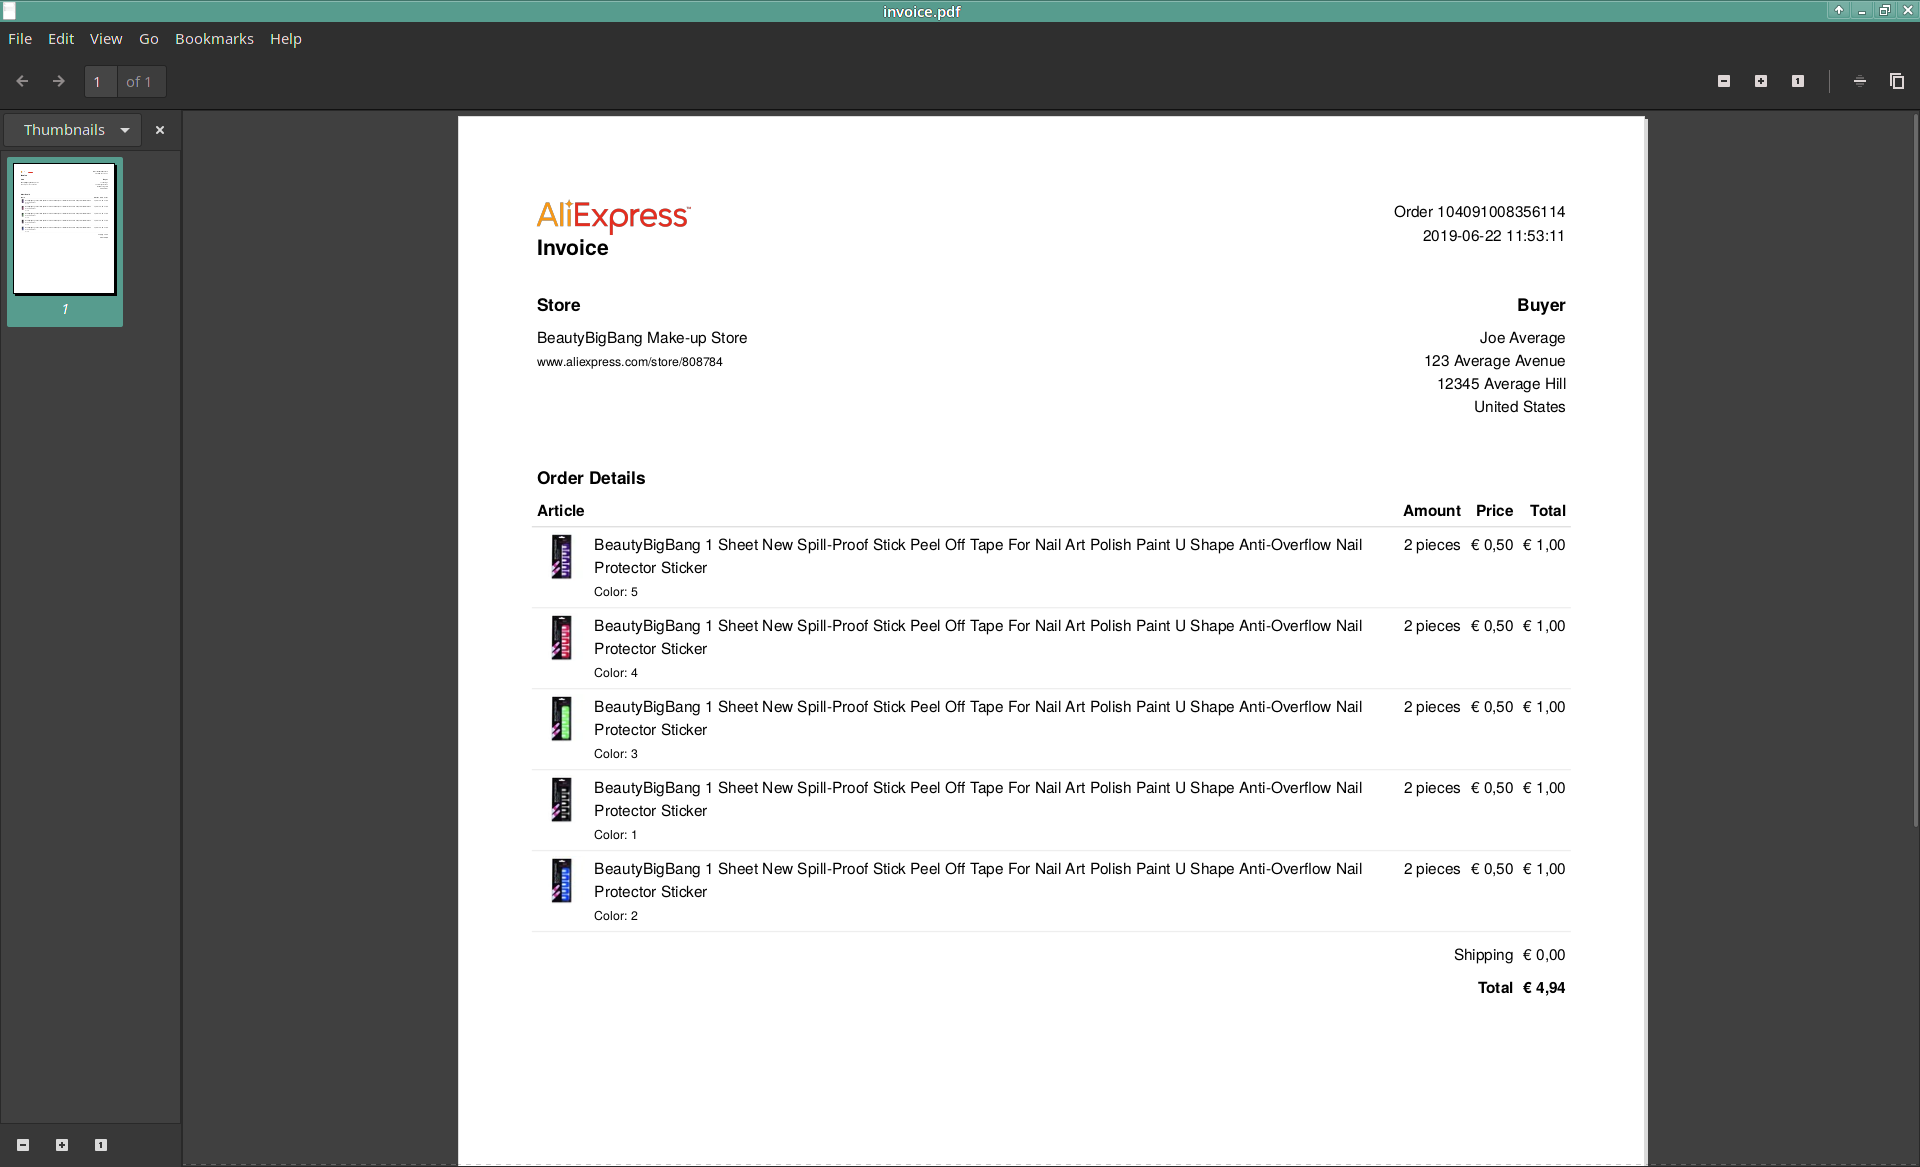 invoice.pdf
File Edit View Go Bookmarks Help
1 of 1
Thumbnails
1
AliExpress™
Invoice
Order 104091008356114
2019-06-22 11:53:11
Store
BeautyBigBang Make-up Store
www.aliexpress.com/store/808784
Buyer
Joe Average
123 Average Avenue
12345 Average Hill
United States
Order Details
Article Amount Price Total
BeautyBigBang 1 Sheet New Spill-Proof Stick Peel Off Tape For Nail Art Polish Paint U Shape Anti-Overflow Nail 2 pieces € 0,50 € 1,00
Protector Sticker
Color: 5
BeautyBigBang 1 Sheet New Spill-Proof Stick Peel Off Tape For Nail Art Polish Paint U Shape Anti-Overflow Nail 2 pieces € 0,50 € 1,00
Protector Sticker
Color: 4
BeautyBigBang 1 Sheet New Spill-Proof Stick Peel Off Tape For Nail Art Polish Paint U Shape Anti-Overflow Nail 2 pieces € 0,50 € 1,00
Protector Sticker
Color: 3
BeautyBigBang 1 Sheet New Spill-Proof Stick Peel Off Tape For Nail Art Polish Paint U Shape Anti-Overflow Nail 2 pieces € 0,50 € 1,00
Protector Sticker
Color: 1
BeautyBigBang 1 Sheet New Spill-Proof Stick Peel Off Tape For Nail Art Polish Paint U Shape Anti-Overflow Nail 2 pieces € 0,50 € 1,00
Protector Sticker
Color: 2
Shipping € 0,00
Total € 4,94